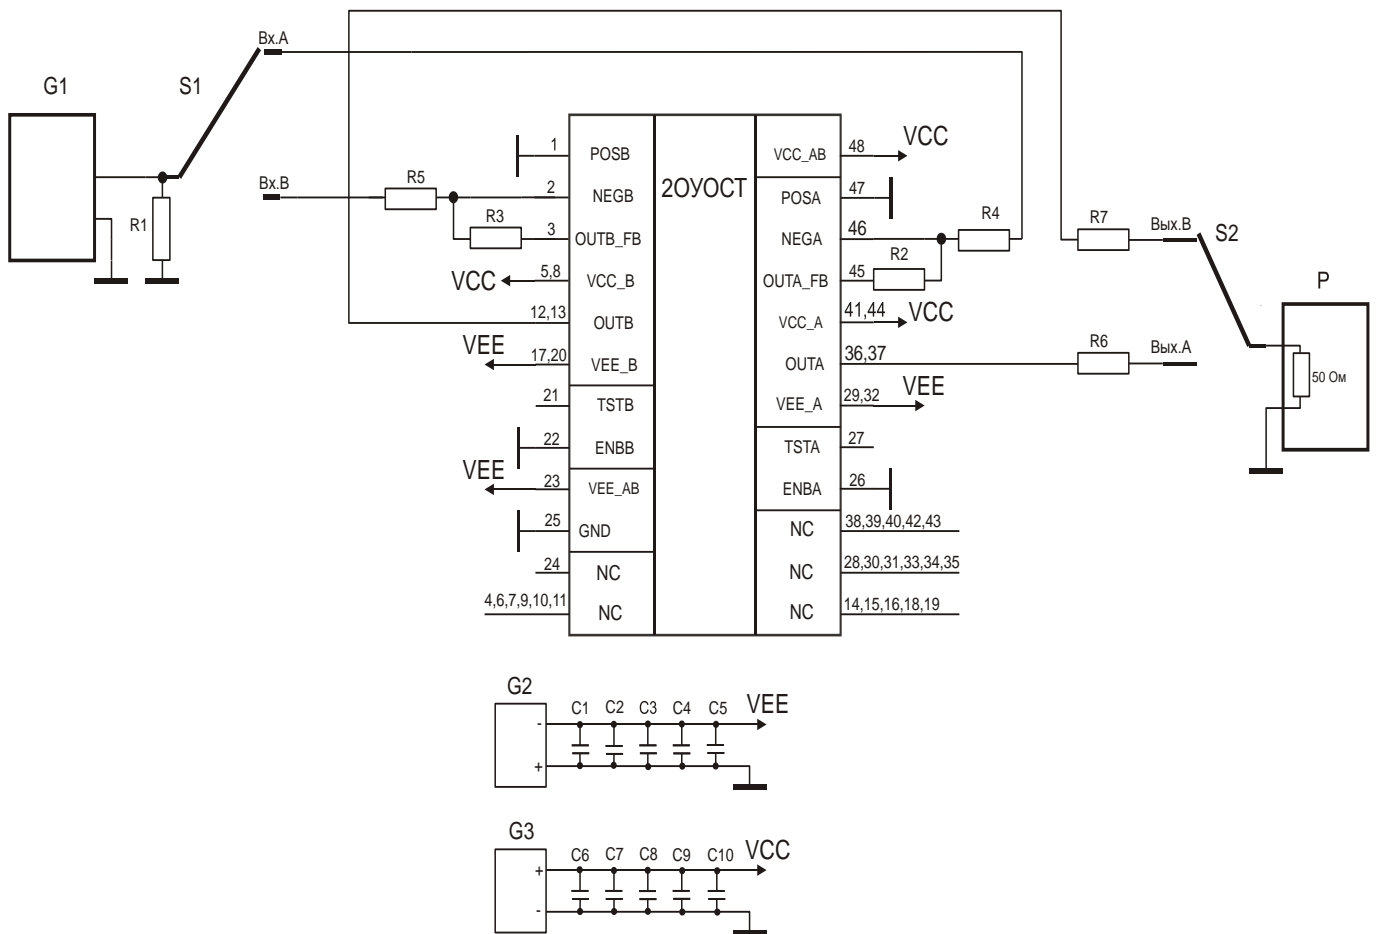 G1
S1
Вх.А
R1
Вх.В
R5
R3
2ОУОСТ
1
POSB
2
NEGB
3
OUTB_FB
VCC
5,8
VCC_B
12,13
OUTB
VEE
17,20
VEE_B
21
TSTB
22
ENBB
VEE
23
VEE_AB
25
GND
24
NC
4,6,7,9,10,11
NC
VCC_AB
48
VCC
POSA
47
NEGA
46
R4
OUTA_FB
45
R2
VCC_A
41,44
VCC
OUTA
36,37
VEE_A
29,32
VEE
TSTA
27
ENBA
26
NC
38,39,40,42,43
NC
28,30,31,33,34,35
NC
14,15,16,18,19
R7
Вых.В
S2
R6
Вых.А
P
50 Ом
G2
C1
C2
C3
C4
C5
VEE
-
+
G3
C6
C7
C8
C9
C10
VCC
+
-